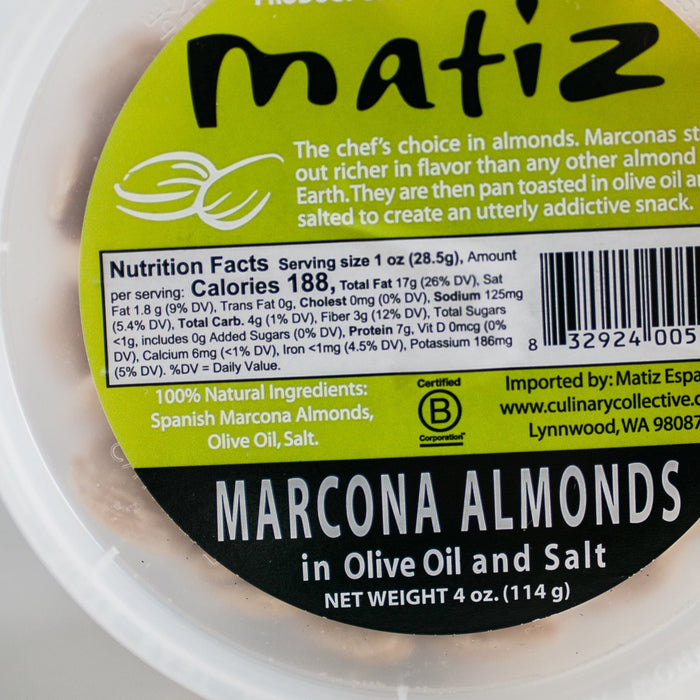 PRODUCT
matiz
The chef's choice in almonds. Marconas st
out richer in flavor than any other almond
Earth.They are then pan toasted in olive oil an
salted to create an utterly addictive snack.
Nutrition Facts Serving size 1 oz (28.5g), Amount
per serving: Calories 188, Total Fat 17g (26% DV), Sat
Fat 1.8 g (9% DV), Trans Fat 0g, Cholest 0mg (0% DV), Sodium 125mg
(5.4% DV), Total Carb. 4g (1% DV), Fiber 3g (12% DV), Total Sugars
<1g, includes 0g Added Sugars (0% DV), Protein 7g, Vit D 0mcg (0%
DV), Calcium 6mg (<1% DV), Iron <1mg (4.5% DV), Potassium 186mg
(5% DV). %DV = Daily Value.
8 32924 005
100% Natural Ingredients:
Spanish Marcona Almonds,
Olive Oil, Salt.
Certified
B
Corporation™
Imported by: Matiz Espa
www.culinarycollective.c
Lynnwood, WA 98087
MARCONA ALMONDS
in Olive Oil and Salt
NET WEIGHT 4 oz. (114 g)